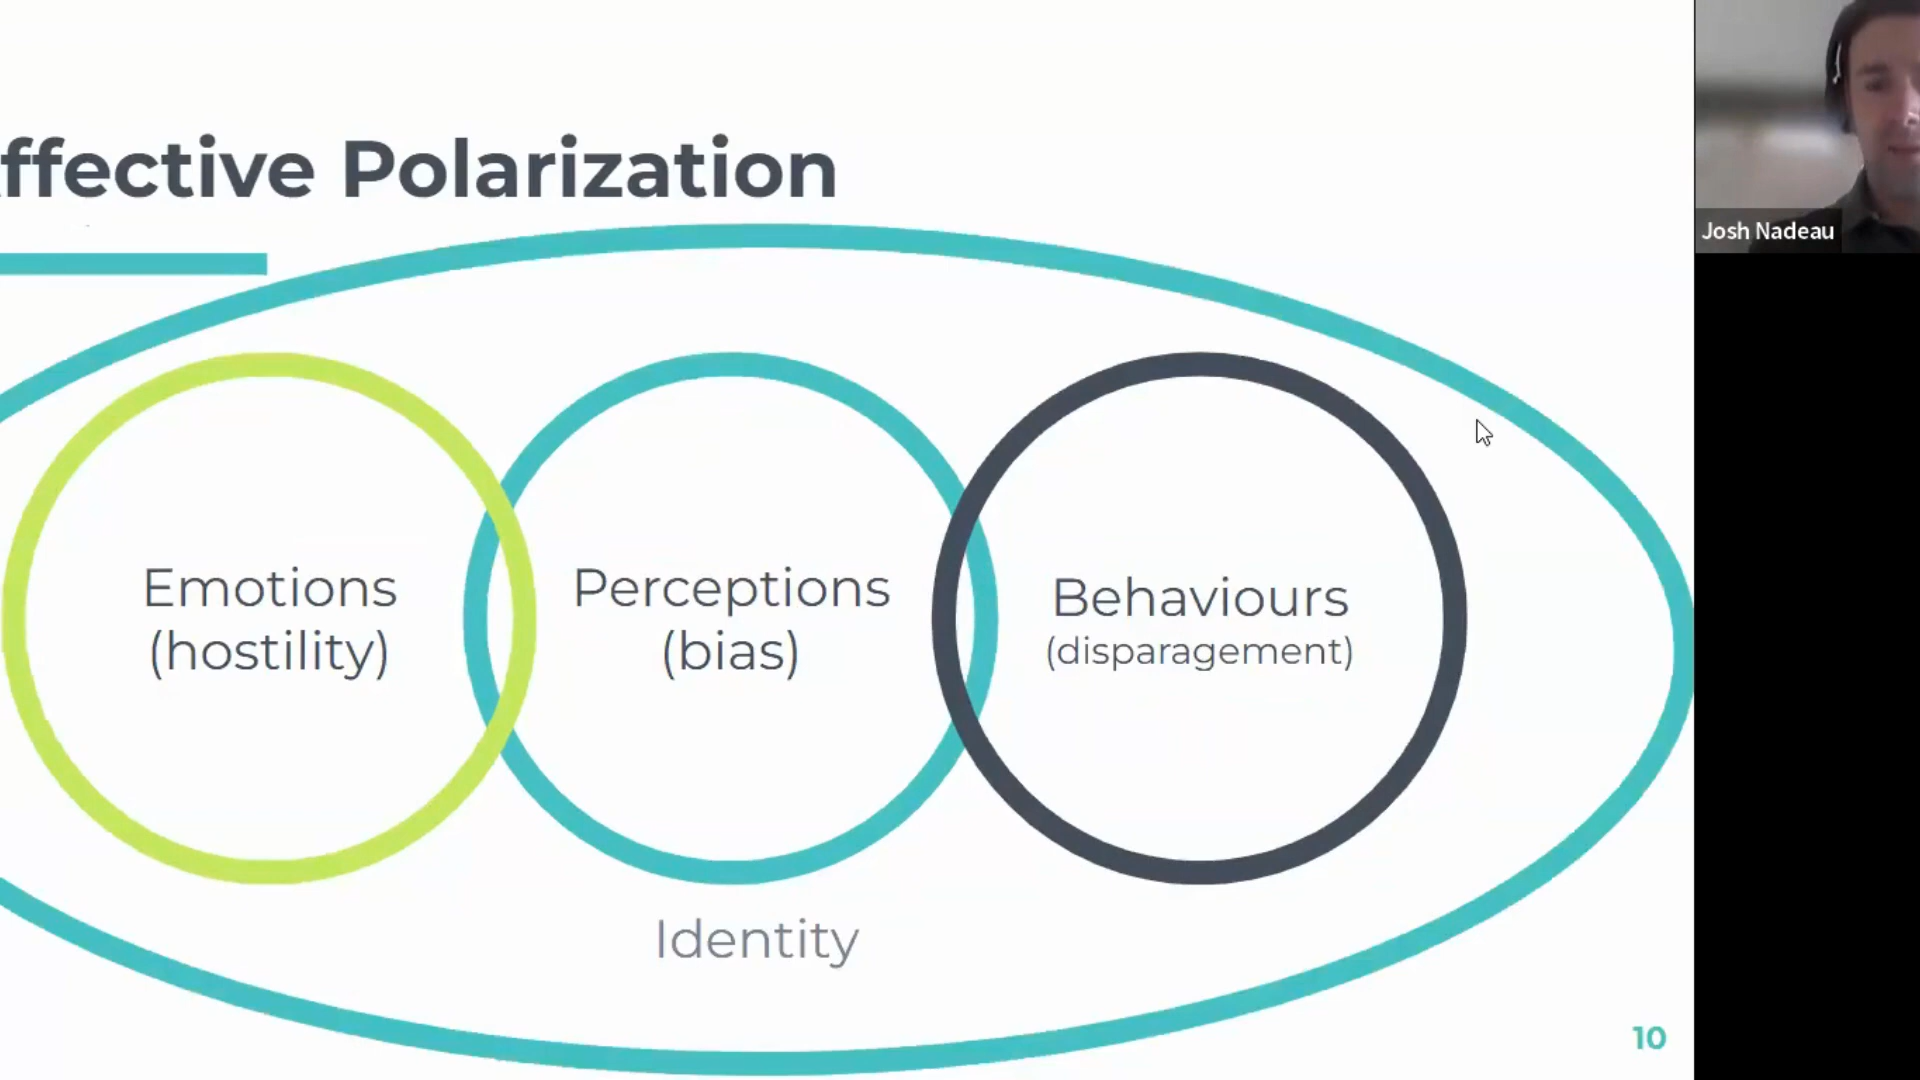 ffective Polarization
Josh Nadeau
Emotions
(hostility)
Perceptions
(bias)
Behaviours
(disparagement)
Identity
10